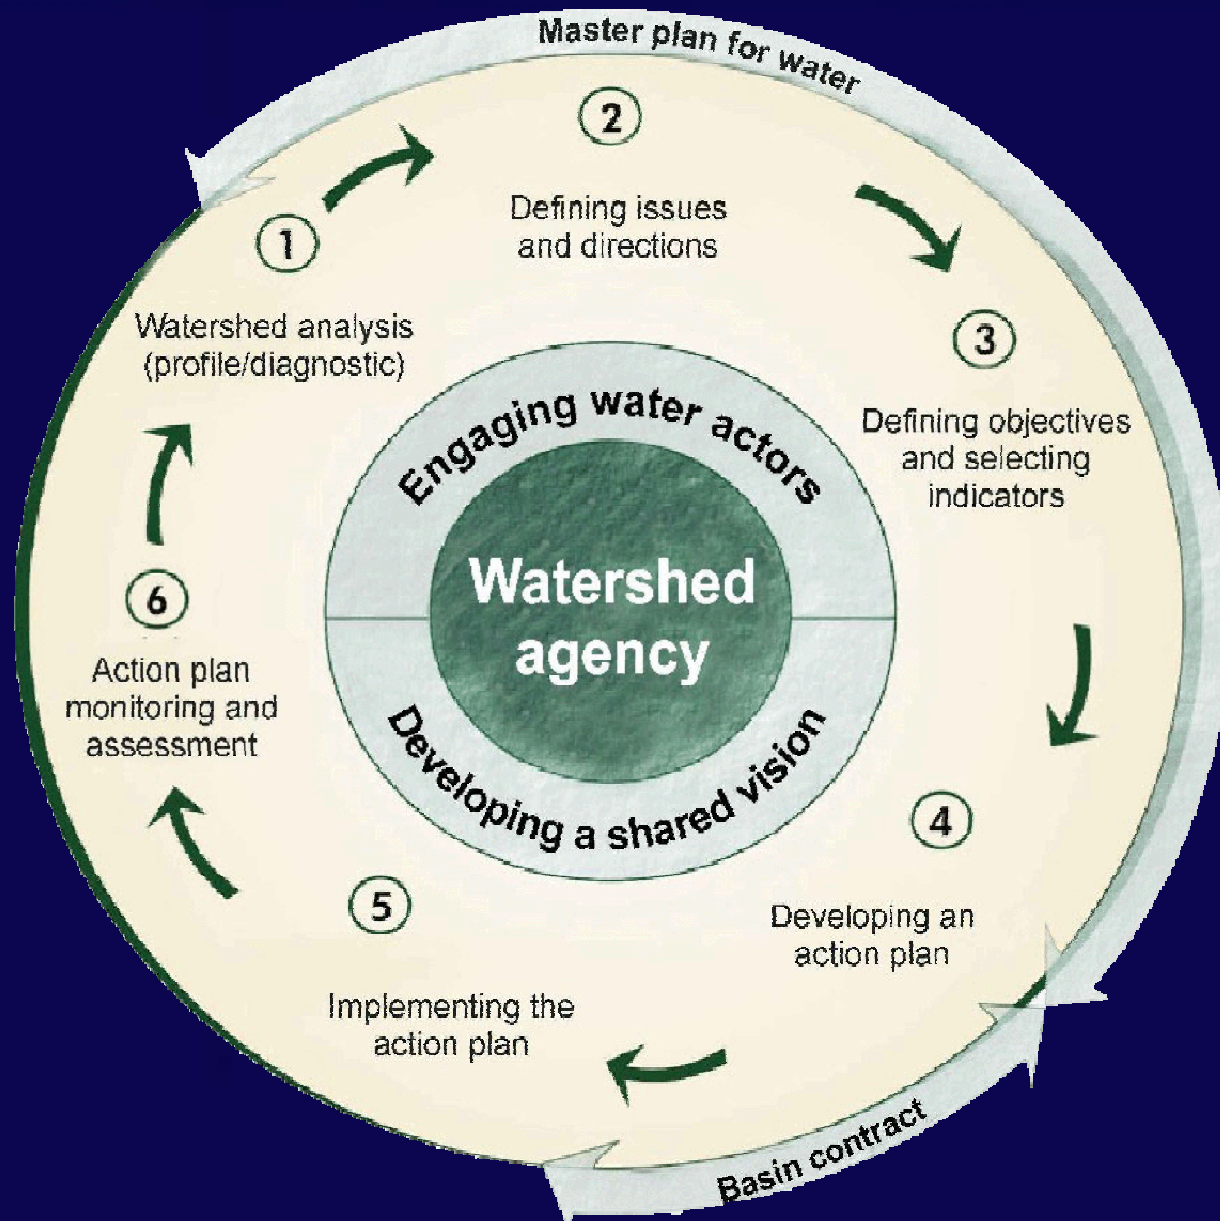 Master plan for water
1
Watershed analysis
(profile/diagnostic)
2
Defining issues
and directions
3
Defining objectives
and selecting
indicators
4
Developing an
action plan
5
Implementing the
action plan
6
Action plan
monitoring and
assessment
Engaging water actors
Watershed
agency
Developing a shared vision
Basin contract